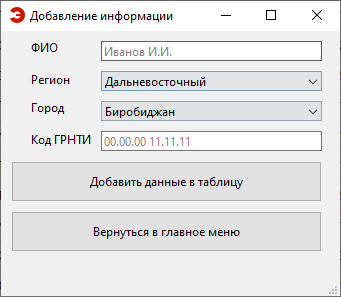 Добавление информации
ФИО Иванов И.И.
Регион Дальневосточный
Город Биробиджан
Код ГРНТИ 00.00.00 11.11.11
Добавить данные в таблицу
Вернуться в главное меню